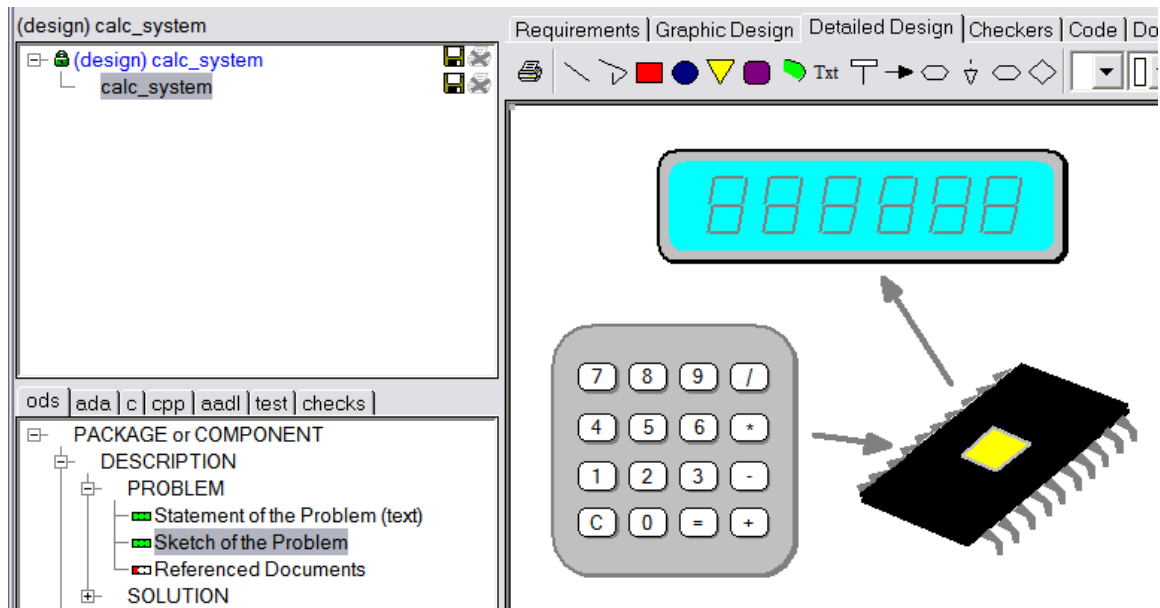 (design) calc_system
(design) calc_system
calc_system
ods ada c cpp aadl test checks
PACKAGE or COMPONENT
DESCRIPTION
PROBLEM
Statement of the Problem (text)
Sketch of the Problem
Referenced Documents
SOLUTION
Requirements Graphic Design Detailed Design Checkers Code Do
Txt
888888
7 8 9 /
4 5 6 *
1 2 3 -
C 0 = +